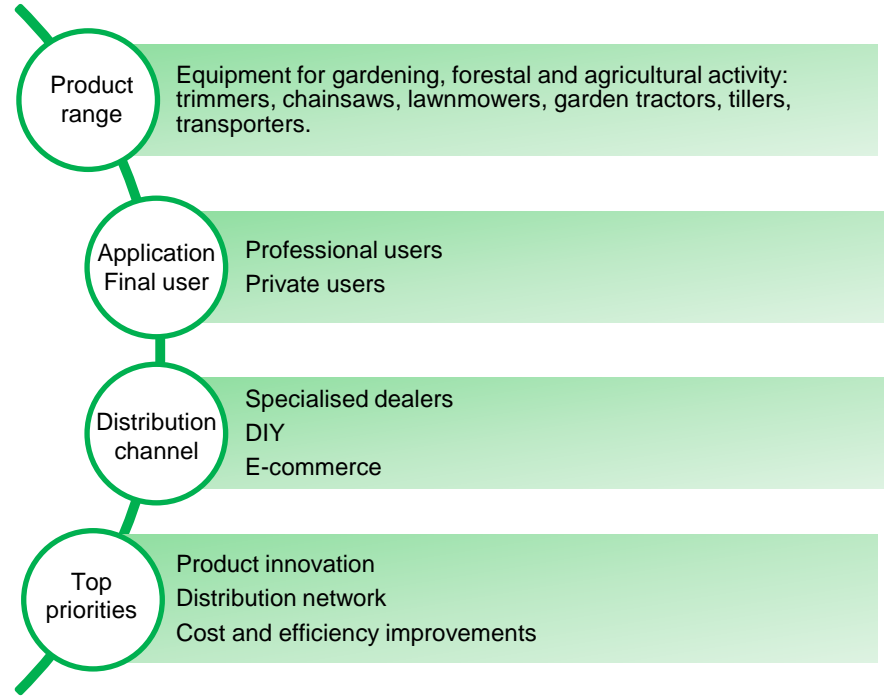 Product
range
Equipment for gardening, forestal and agricultural activity:
trimmers, chainsaws, lawnmowers, garden tractors, tillers,
transporters.
Application
Final user
Professional users
Private users
Distribution
channel
Specialised dealers
DIY
E-commerce
Top
priorities
Product innovation
Distribution network
Cost and efficiency improvements